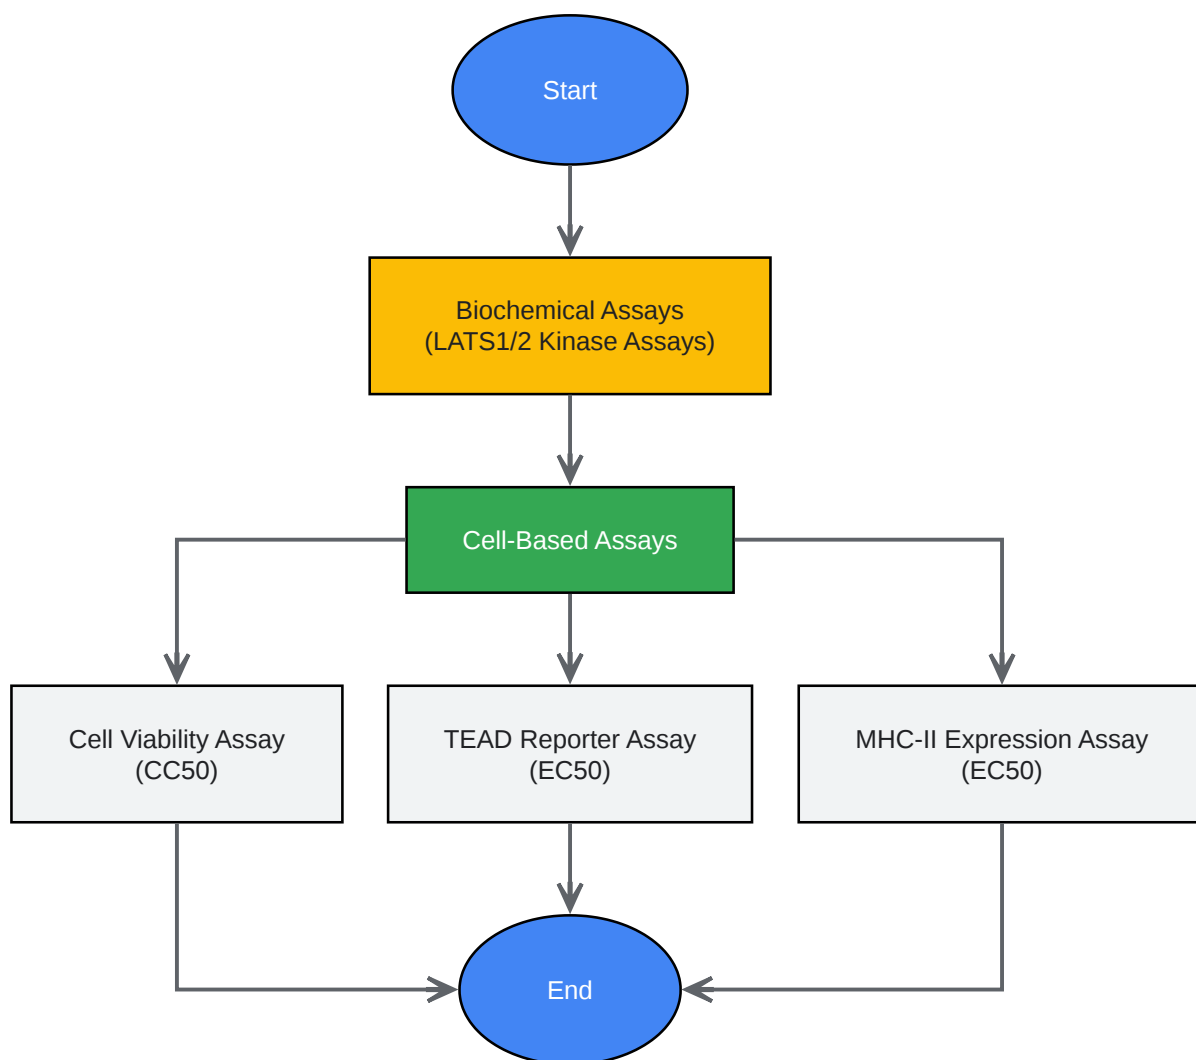 Start
Biochemical Assays
(LATS1/2 Kinase Assays)
Cell-Based Assays
Cell Viability Assay
(CC50)
TEAD Reporter Assay
(EC50)
MHC-II Expression Assay
(EC50)
End